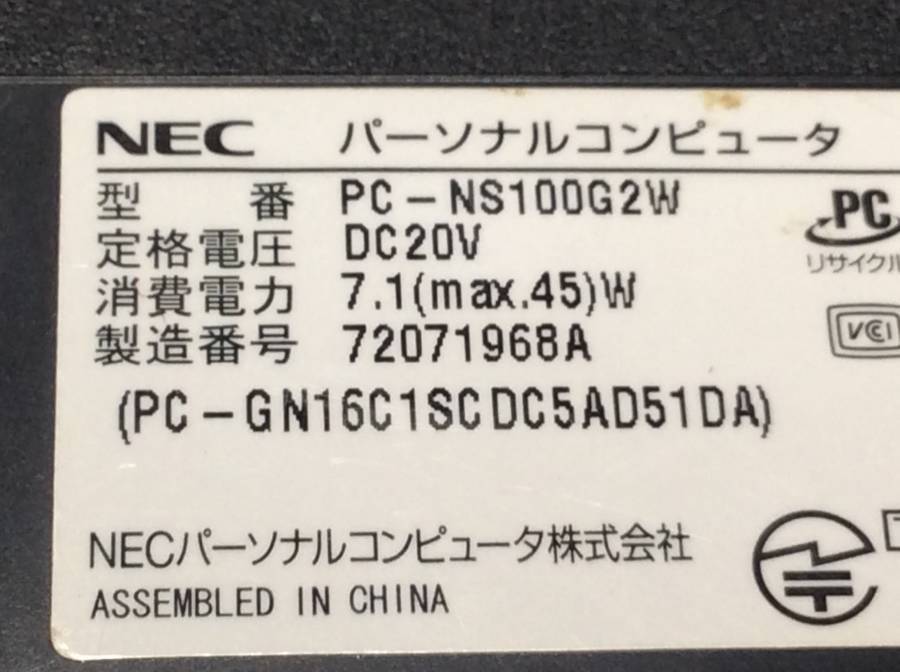 NEC パーソナルコンピュータ
型番 PC-NS100G2W
定格電圧 DC20V
消費電力 7.1(max.45)W
製造番号 72071968A
(PC-GN16C1SCDC5AD51DA)
PC
リサイクル
VCCI
NECパーソナルコンピュータ株式会社
ASSEMBLED IN CHINA